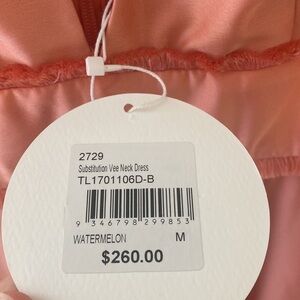 2729
Substitution Vee Neck Dress
TL1701106D-B
9 346798 299853
WATERMELON M
$260.00